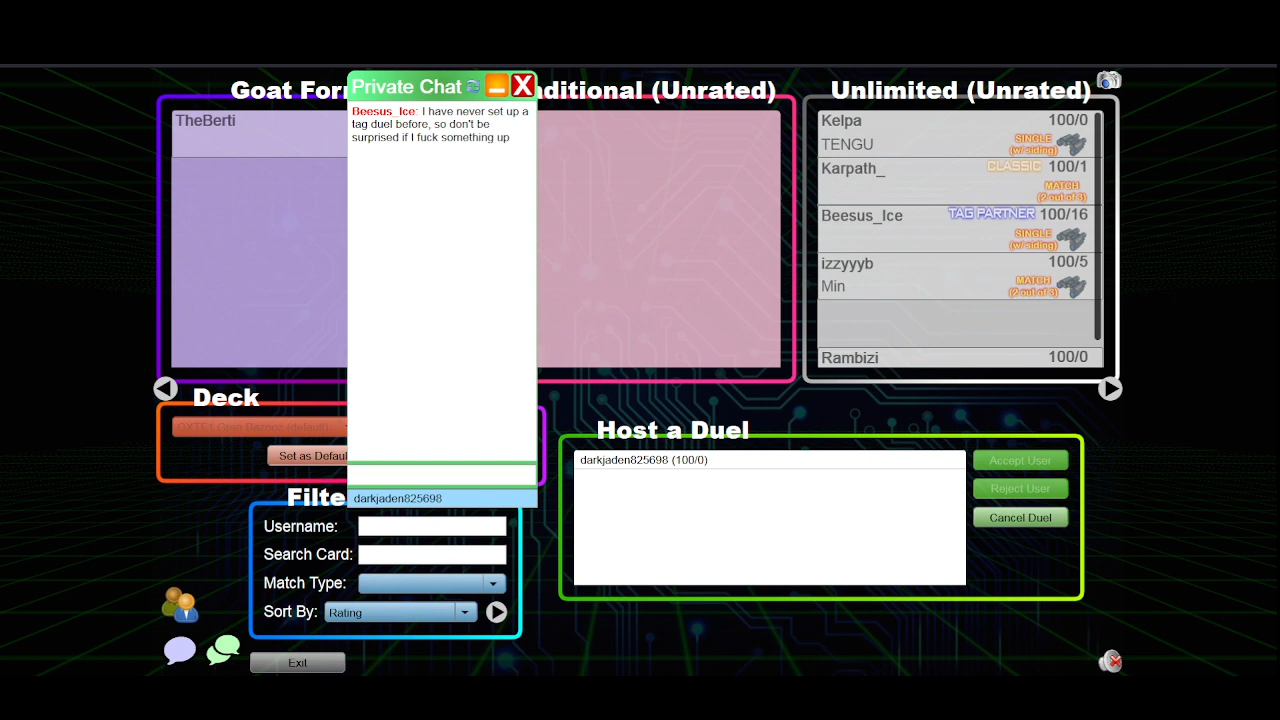 Goat For
Private Chat
X
ditional (Unrated)
Unlimited (Unrated)
TheBerti
Beesus_Ice: I have never set up a
tag duel before, so don't be
surprised if I fuck something up
Kelpa 100/0
TENGU SINGLE
(w/ siding)
Karpath_ CLASSIC 100/1
MATCH
(2 out of 3)
Beesus_Ice TAG PARTNER 100/16
SINGLE
(w/ siding)
izzyyyb 100/5
Min MATCH
(2 out of 3)
Rambizi 100/0
Deck
Set as Defaul
darkjaden825698
Filte
Username:
Search Card:
Match Type:
Sort By: Rating
Exit
Host a Duel
darkjaden825698 (100/0)
Accept User
Reject User
Cancel Duel